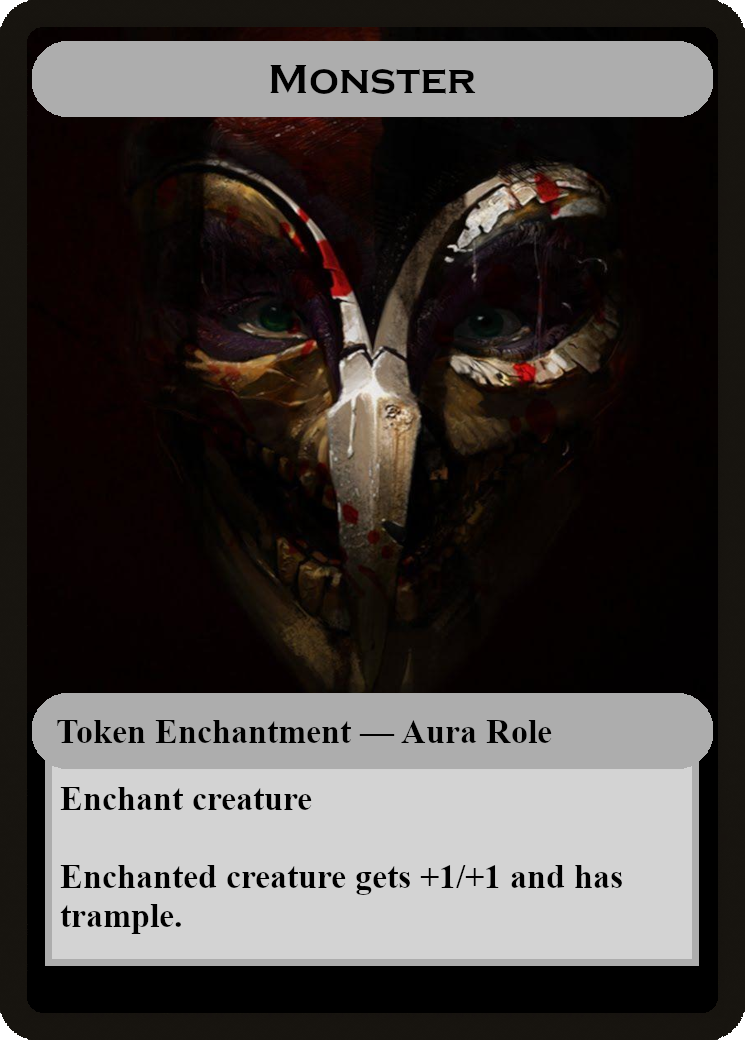 Monster
Token Enchantment — Aura Role
Enchant creature
Enchanted creature gets +1/+1 and has
trample.